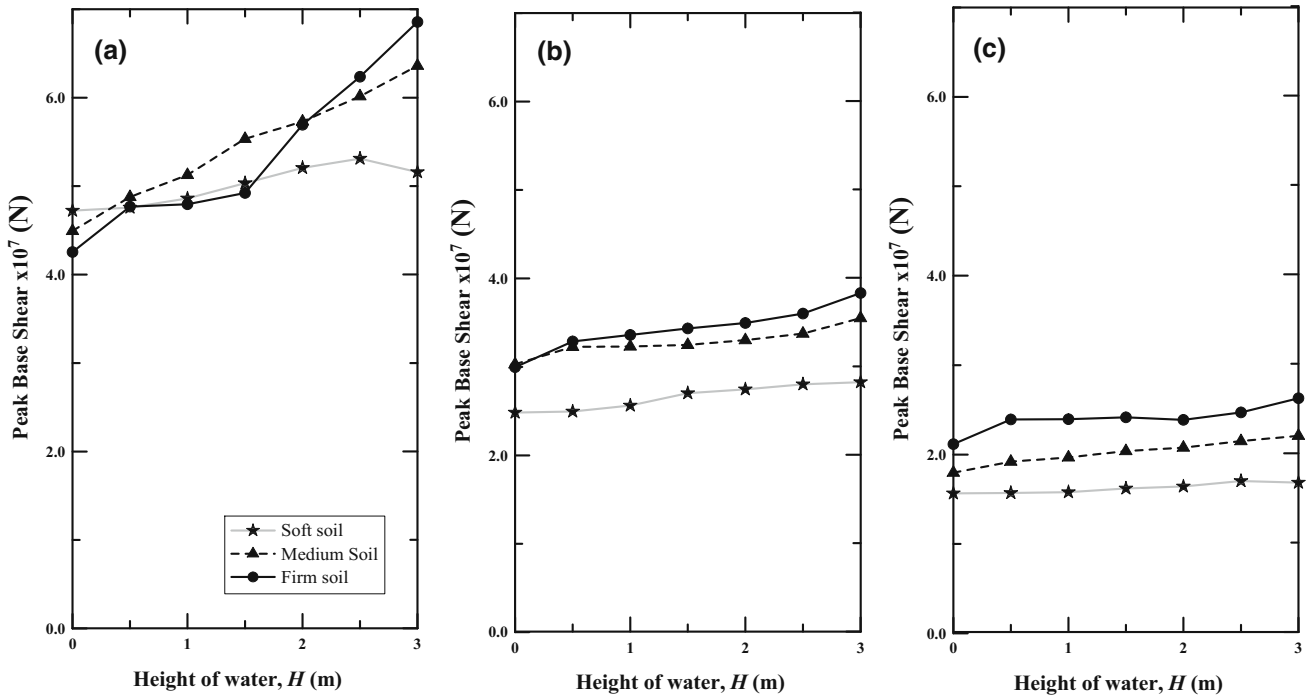 (a)
6.0
4.0
2.0
0.0
Peak Base Shear x10⁷ (N)
Soft soil
Medium Soil
Firm soil
0 1 2 3
Height of water, H (m)
(b)
6.0
4.0
2.0
0.0
Peak Base Shear x10⁷ (N)
0 1 2 3
Height of water, H (m)
(c)
6.0
4.0
2.0
0.0
Peak Base Shear x10⁷ (N)
0 1 2 3
Height of water, H (m)